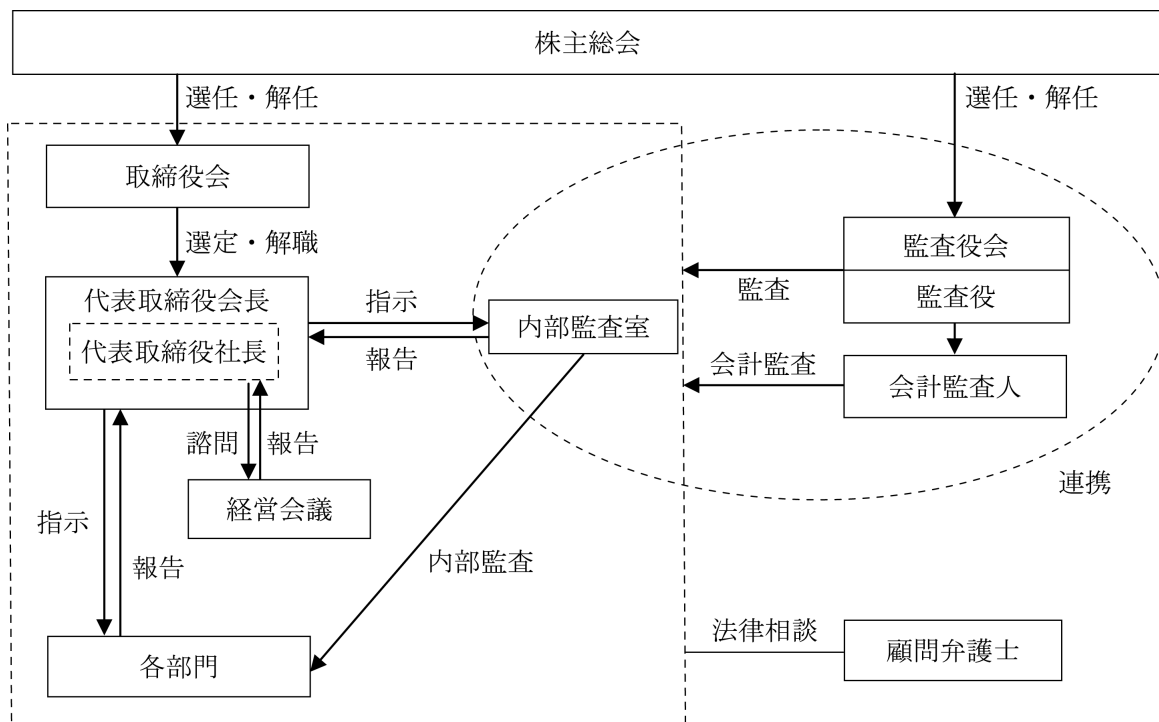 株主総会
選任・解任
選任・解任
取締役会
選定・解職
監査役会
監査役
監査
代表取締役会長
代表取締役社長
指示
報告
内部監査室
会計監査
会計監査人
諮問
報告
連携
経営会議
指示
報告
内部監査
法律相談
顧問弁護士
各部門